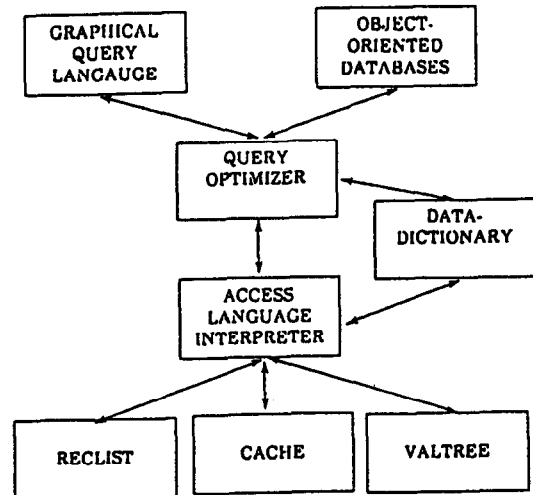 GRAPHICAL
QUERY
LANGAUGE
OBJECT-
ORIENTED
DATABASES
QUERY
OPTIMIZER
DATA-
DICTIONARY
ACCESS
LANGUAGE
INTERPRETER
RECLIST
CACHE
VALTREE